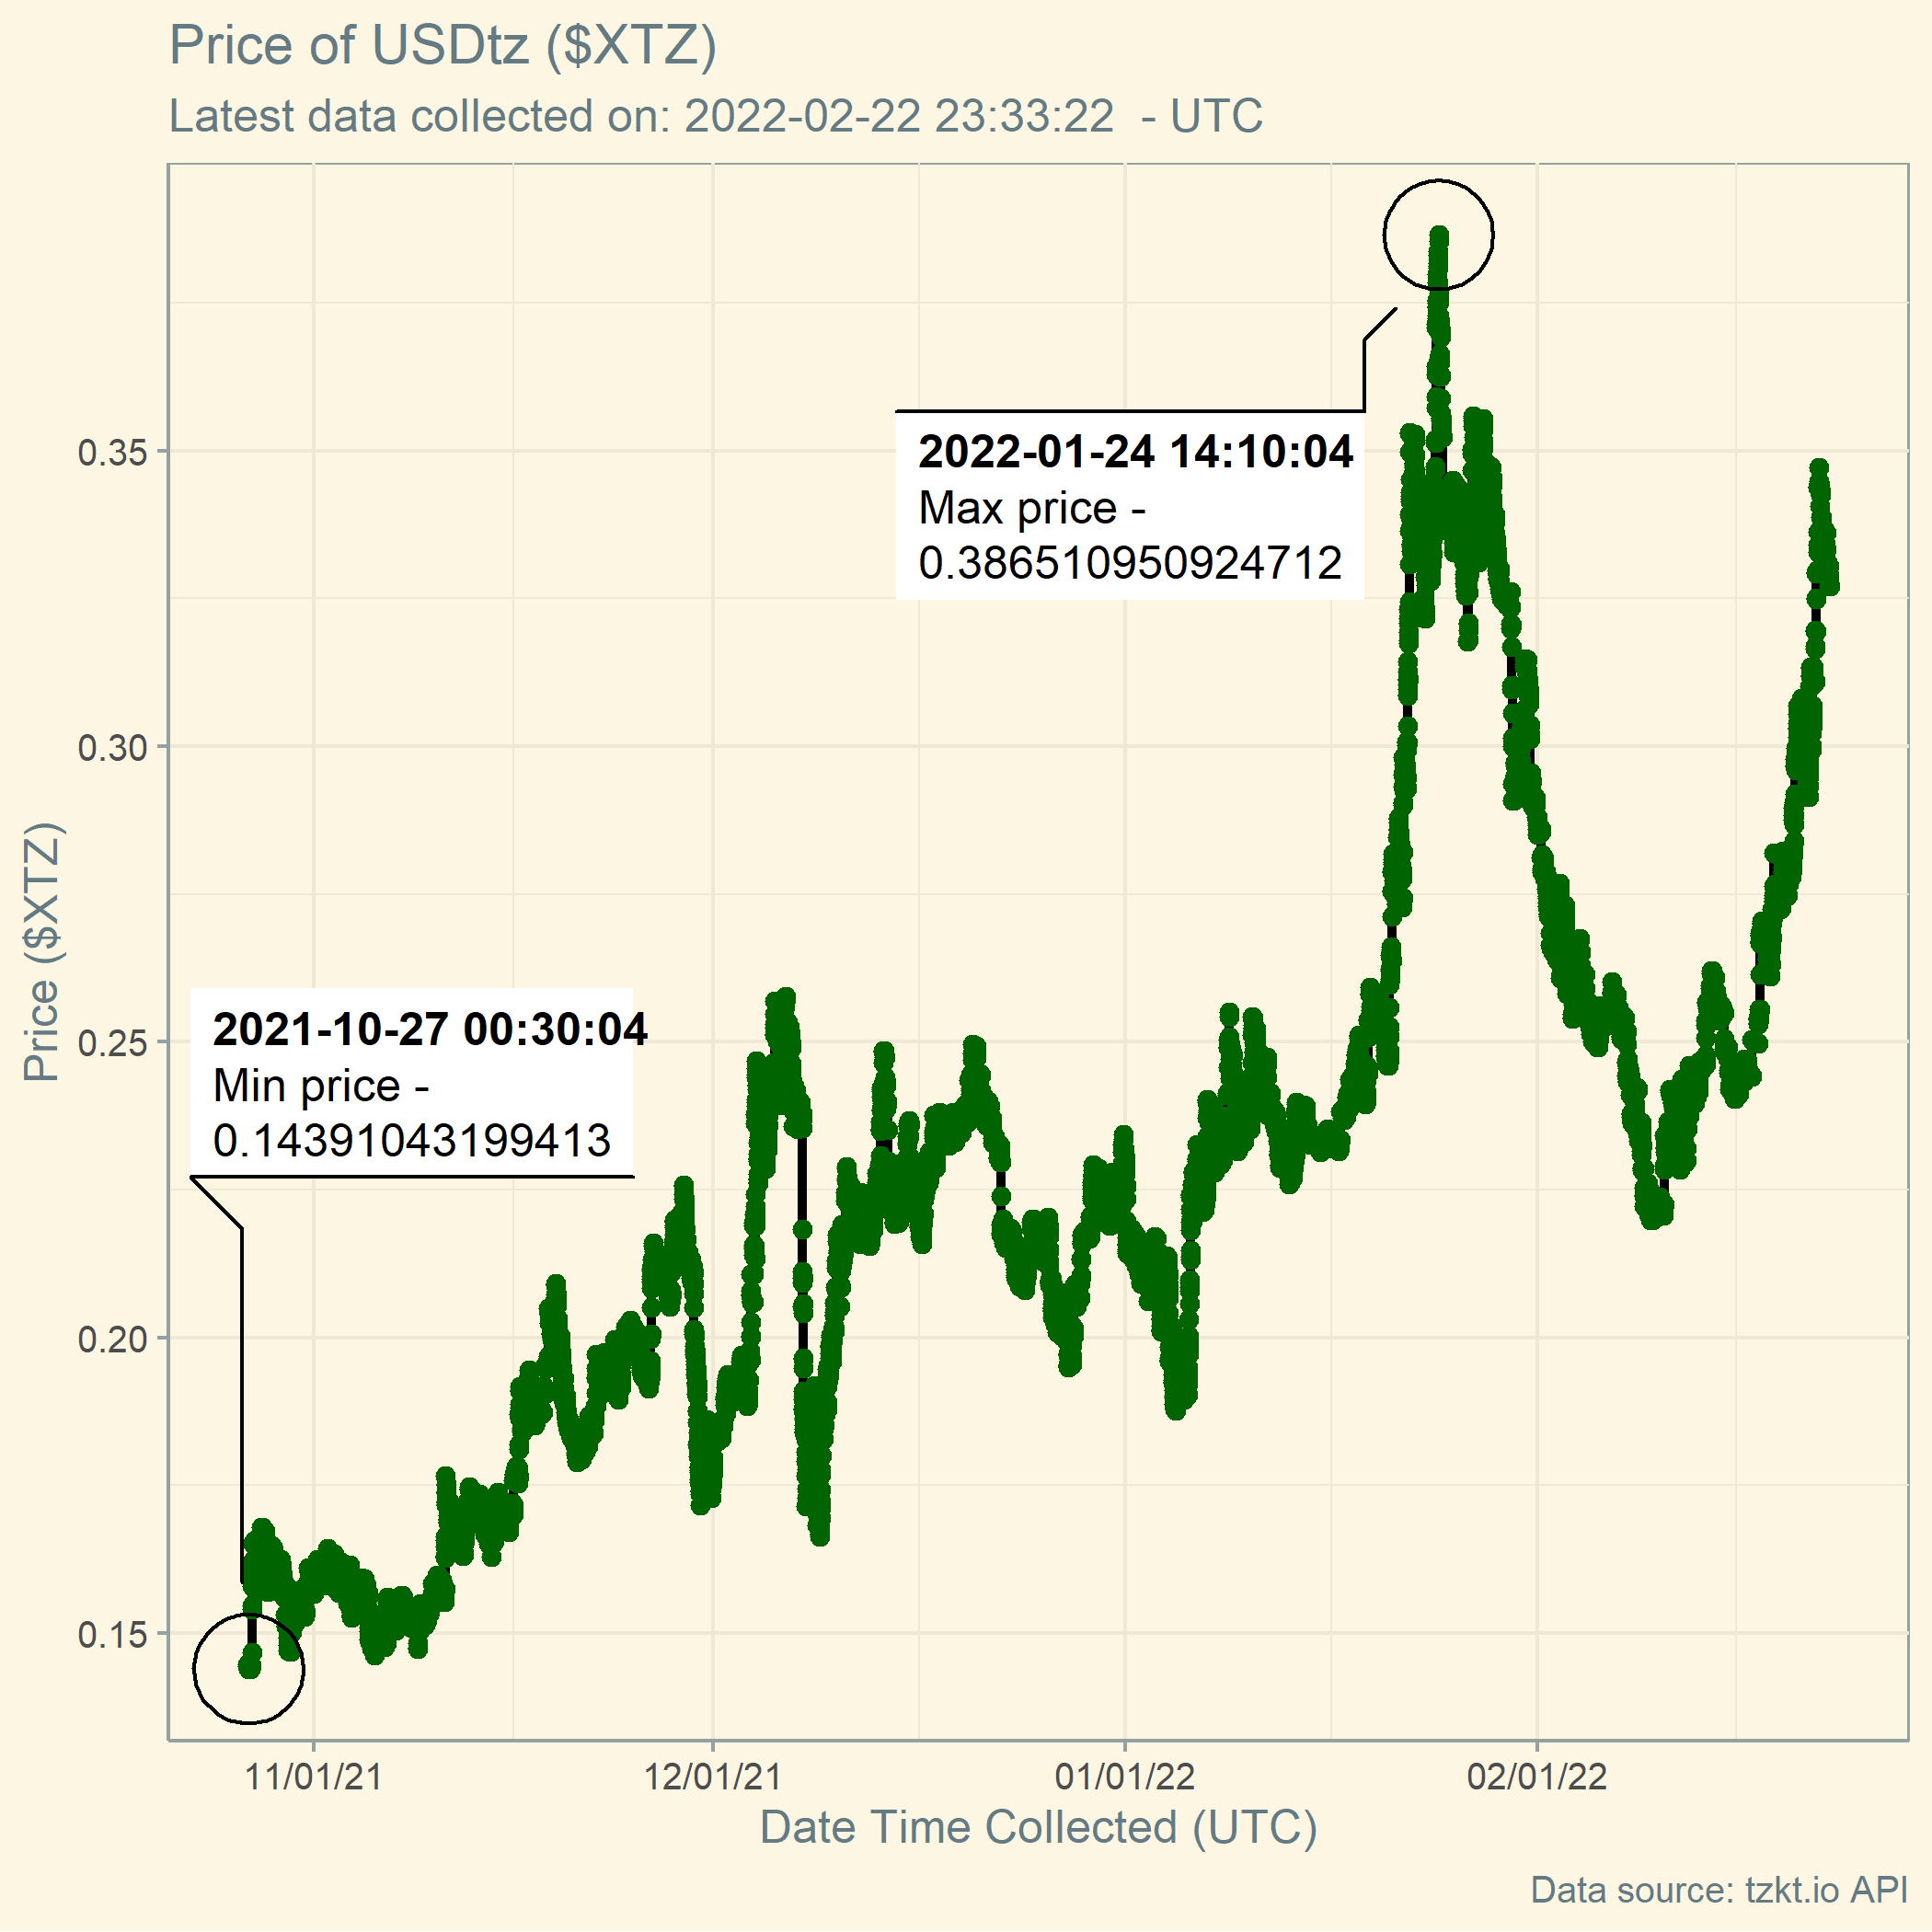 Price of USDtz ($XTZ)
Latest data collected on: 2022-02-22 23:33:22  - UTC
2022-01-24 14:10:04
Max price -
0.386510950924712
2021-10-27 00:30:04
Min price -
0.14391043199413
Price ($XTZ)
0.35
0.30
0.25
0.20
0.15
11/01/21
12/01/21
01/01/22
02/01/22
Date Time Collected (UTC)
Data source: tzkt.io API